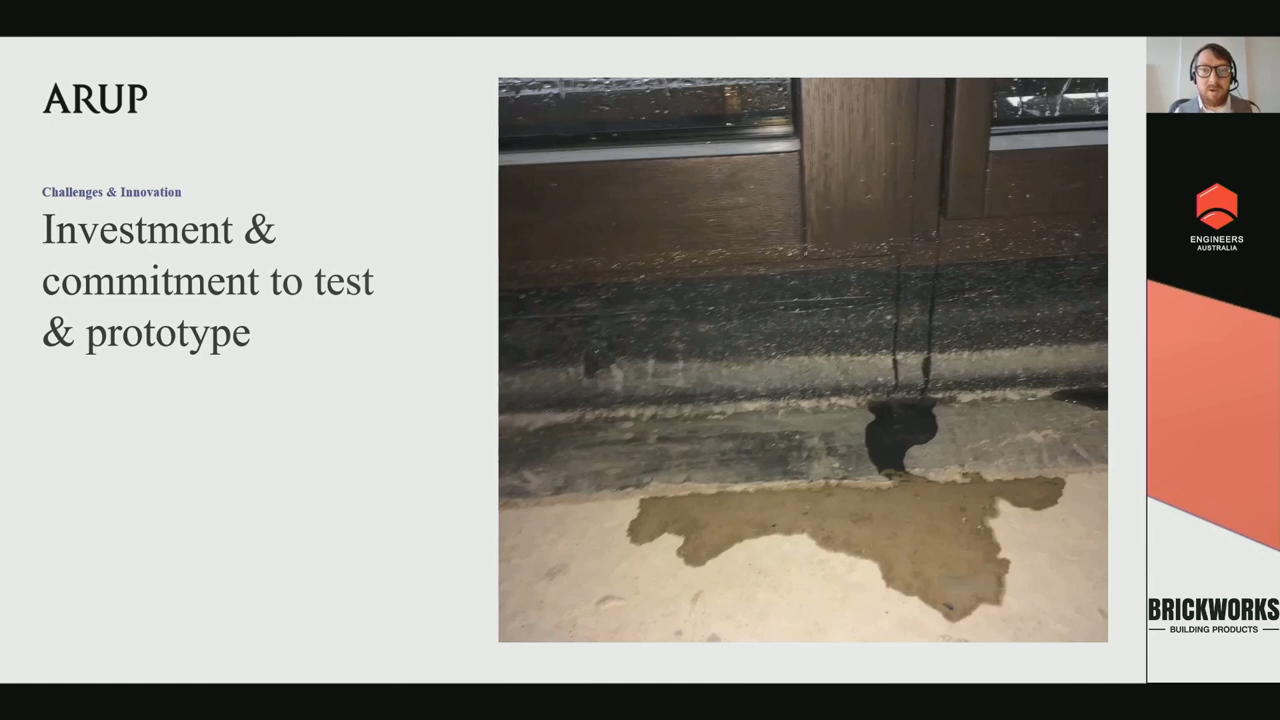 ARUP
Challenges & Innovation
Investment &
commitment to test
& prototype
ENGINEERS
AUSTRALIA
BRICKWORKS
BUILDING PRODUCTS